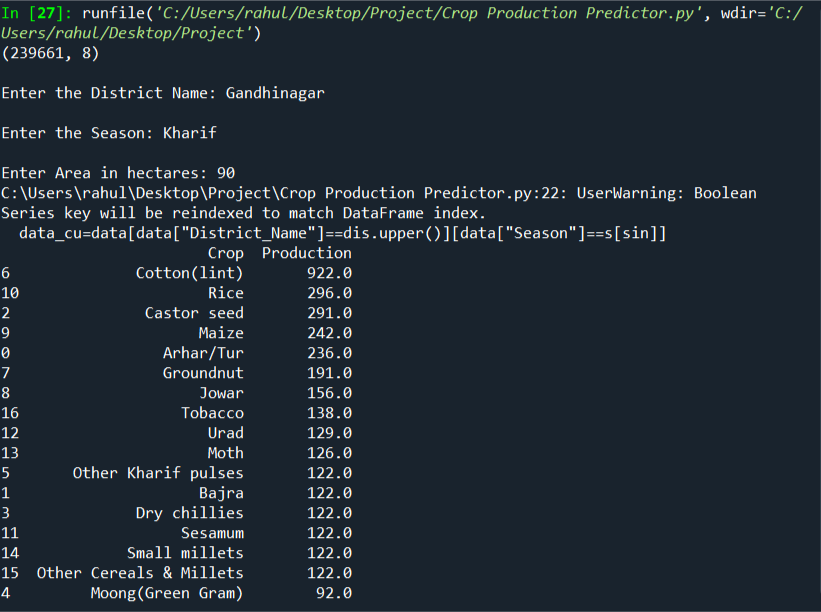 In [27]: runfile('C:/Users/rahul/Desktop/Project/Crop Production Predictor.py', wdir='C:/
Users/rahul/Desktop/Project')
(239661, 8)
Enter the District Name: Gandhinagar
Enter the Season: Kharif
Enter Area in hectares: 90
C:\Users\rahul\Desktop\Project\Crop Production Predictor.py:22: UserWarning: Boolean
Series key will be reindexed to match DataFrame index.
  data_cu=data[data["District_Name"]==dis.upper()][data["Season"]==s[sin]]
                       Crop  Production
6              Cotton(lint)       922.0
10                     Rice       296.0
2               Castor seed       291.0
9                     Maize       242.0
0                 Arhar/Tur       236.0
7                 Groundnut       191.0
8                     Jowar       156.0
16                  Tobacco       138.0
12                     Urad       129.0
13                     Moth       126.0
5       Other Kharif pulses       122.0
1                     Bajra       122.0
3              Dry chillies       122.0
11                  Sesamum       122.0
14            Small millets       122.0
15  Other Cereals & Millets       122.0
4         Moong(Green Gram)        92.0